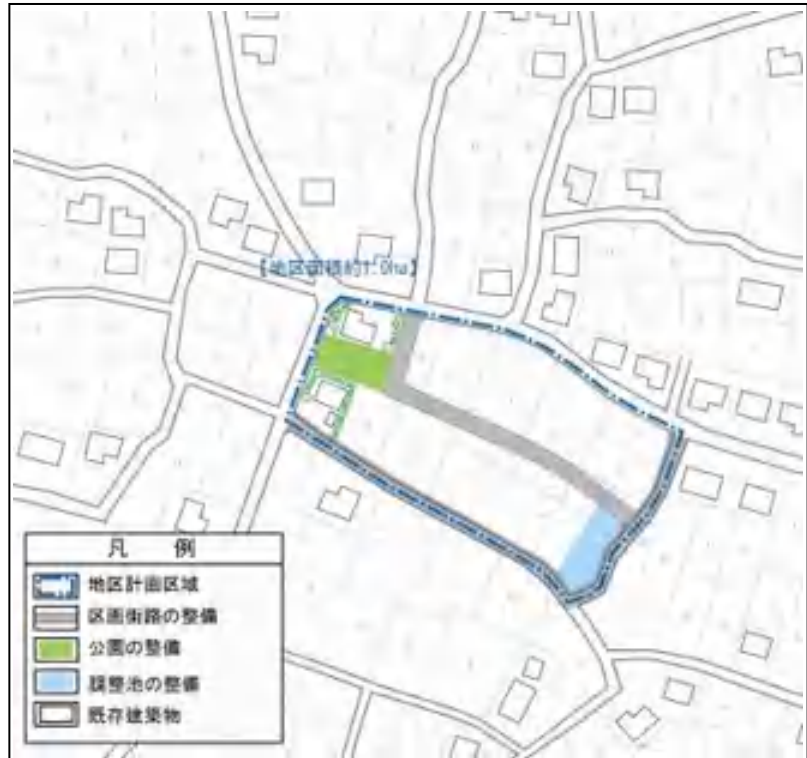 【地区面積約1.0ha】
凡 例
地区計画区域
区画街路の整備
公園の整備
調整池の整備
既存建築物